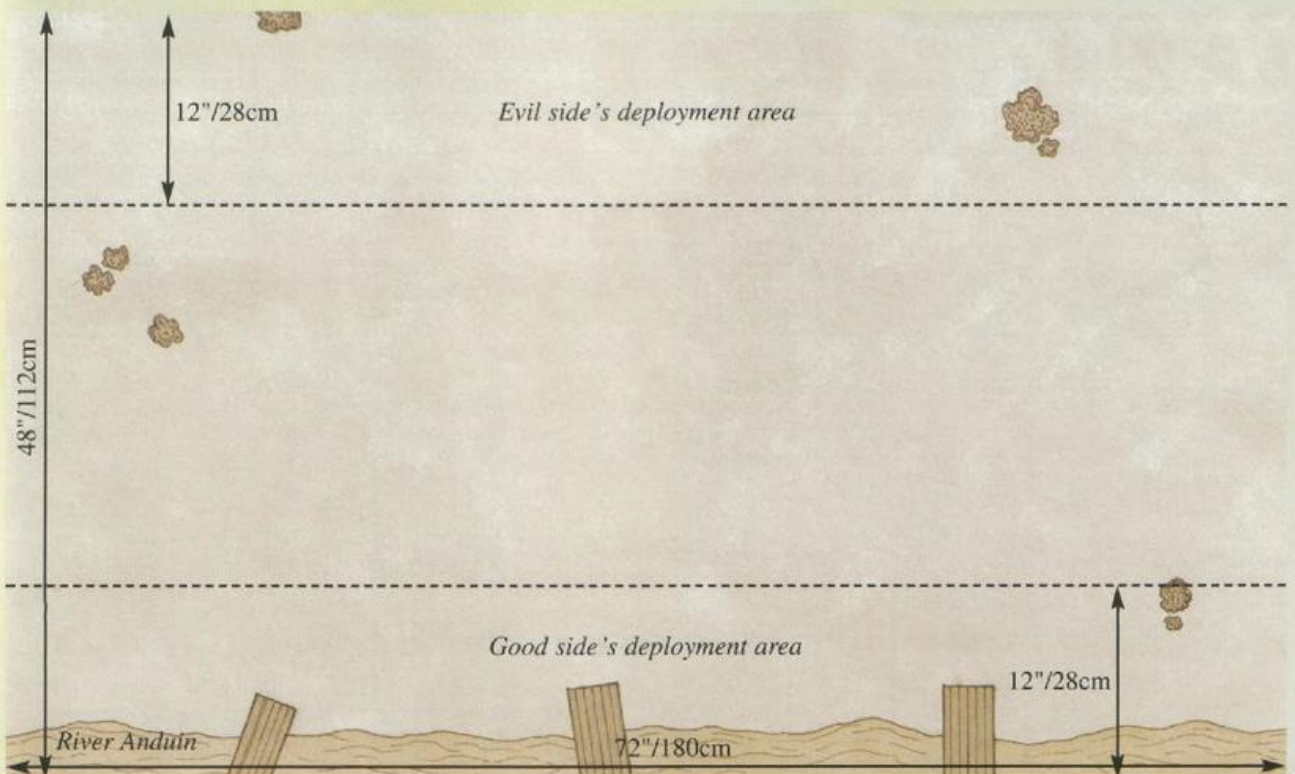 12"/28cm
Evil side's deployment area
48"/112cm
Good side's deployment area
12"/28cm
River Anduin
72"/180cm